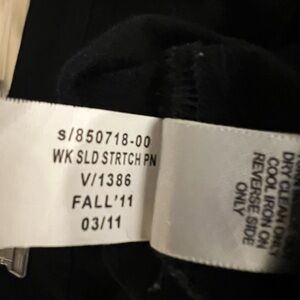 s/850718-00
WK SLD STRTCH PN
V/1386
FALL'11
03/11
DRY CLEAN ONLY
COOL IRON ON
REVERSE SIDE
ONLY